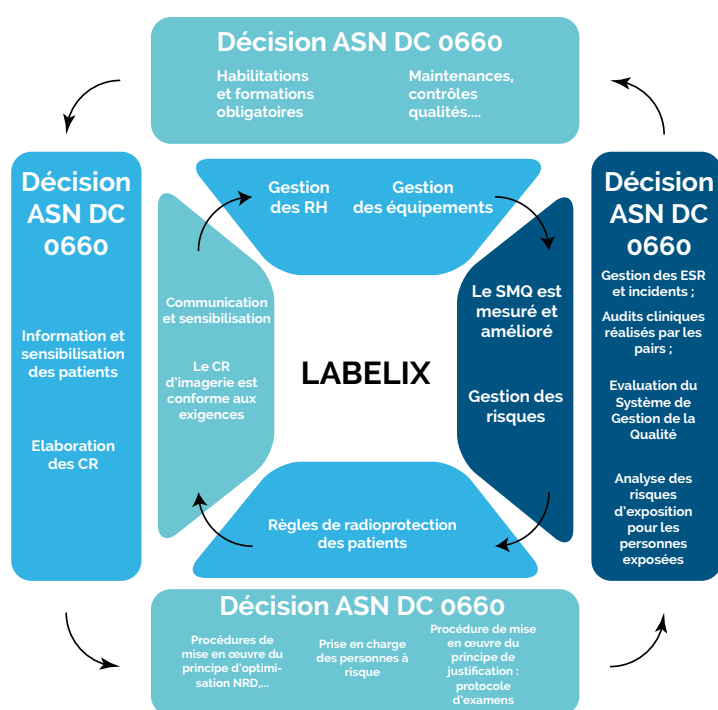 Décision ASN DC 0660
Habilitations
et formations
obligatoires
Maintenances,
contrôles
qualités....
Décision
ASN DC
0660
Information et
sensibilisation
des patients
Elaboration
des CR
Gestion
des RH
Gestion
des équipements
Communication
et sensibilisation
Le CR
d'imagerie est
conforme aux
exigences
LABELIX
Le SMQ est
mesuré et
amélioré
Gestion des
risques
Règles de radioprotection
des patients
Décision
ASN DC
0660
Gestion des ESR
et incidents ;
Audits cliniques
réalisés par les
pairs ;
Evaluation du
Système de
Gestion de la
Qualité
Analyse des
risques
d'exposition
pour les
personnes
exposées
Décision ASN DC 0660
Procédures de
mise en œuvre du
principe d'optimi-
sation NRD,...
Prise en charge
des personnes à
risque
Procédure de mise
en œuvre du
principe de
justification :
protocole
d'examens